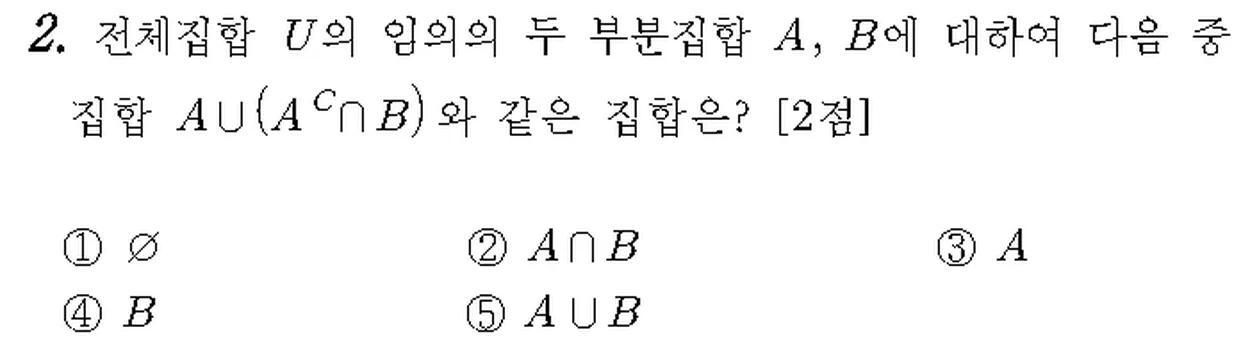 2. 전체집합 U의 임의의 두 부분집합 A, B에 대하여 다음 중
집합 A∪(A^C∩B)와 같은 집합은? [2점]
① ∅ ② A∩B ③ A
④ B ⑤ A∪B